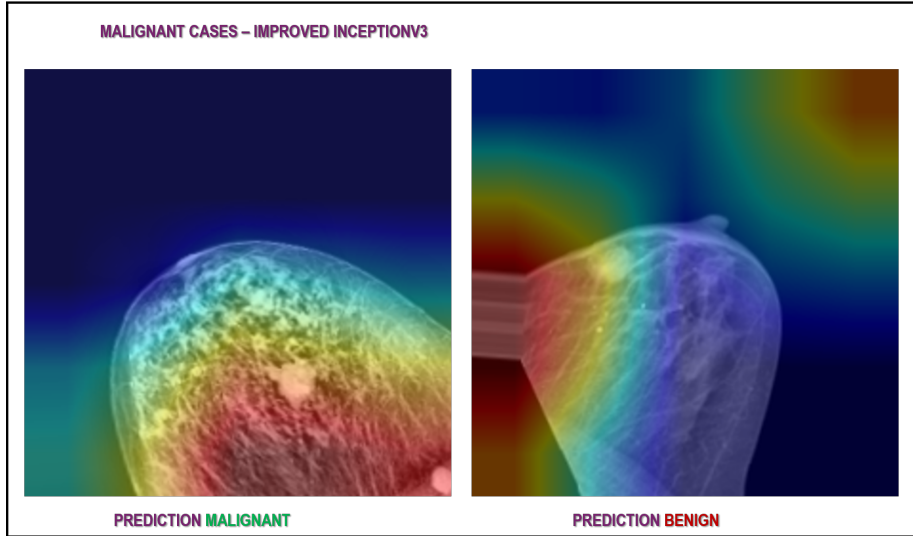 MALIGNANT CASES – IMPROVED INCEPTIONV3
PREDICTION MALIGNANT
PREDICTION BENIGN